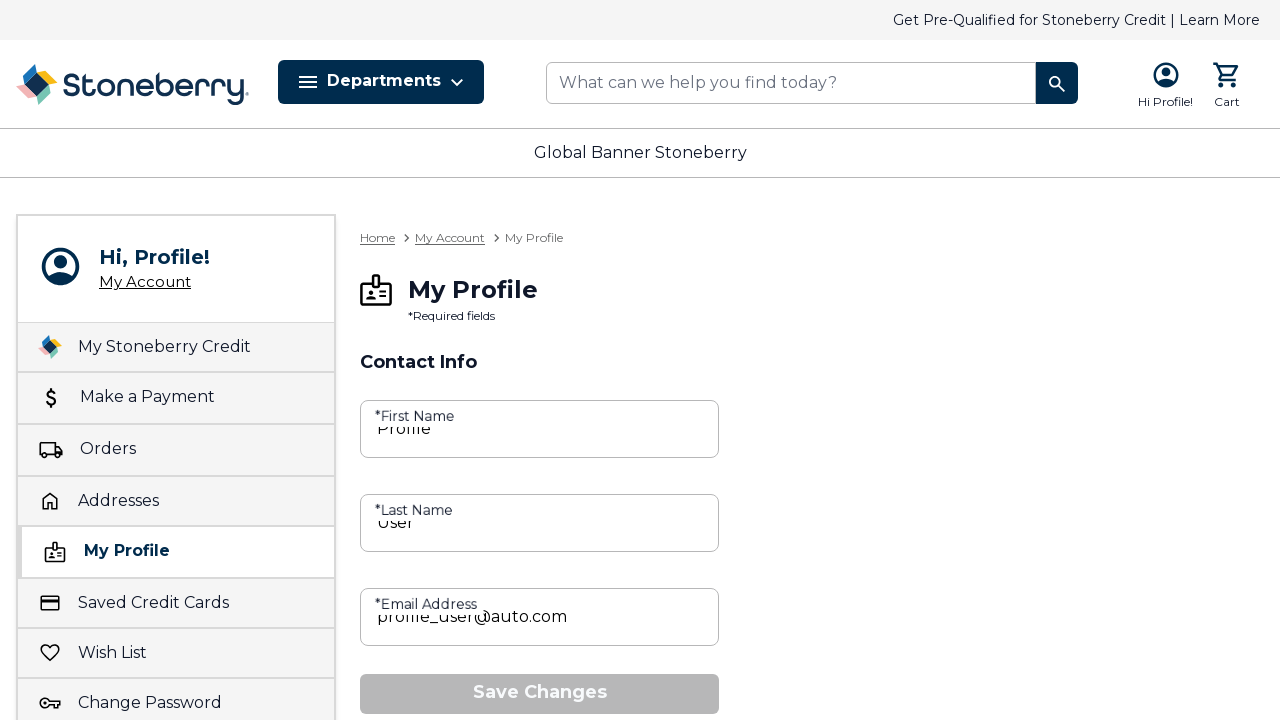 Get Pre-Qualified for Stoneberry Credit | Learn More
Stoneberry®
Departments
What can we help you find today?
Hi Profile!
Cart
Global Banner Stoneberry
Hi, Profile!
My Account
My Stoneberry Credit
Make a Payment
Orders
Addresses
My Profile
Saved Credit Cards
Wish List
Change Password
Home
My Account
My Profile
My Profile
*Required fields
Contact Info
*First Name
Profile
*Last Name
User
*Email Address
profile_user@auto.com
Save Changes